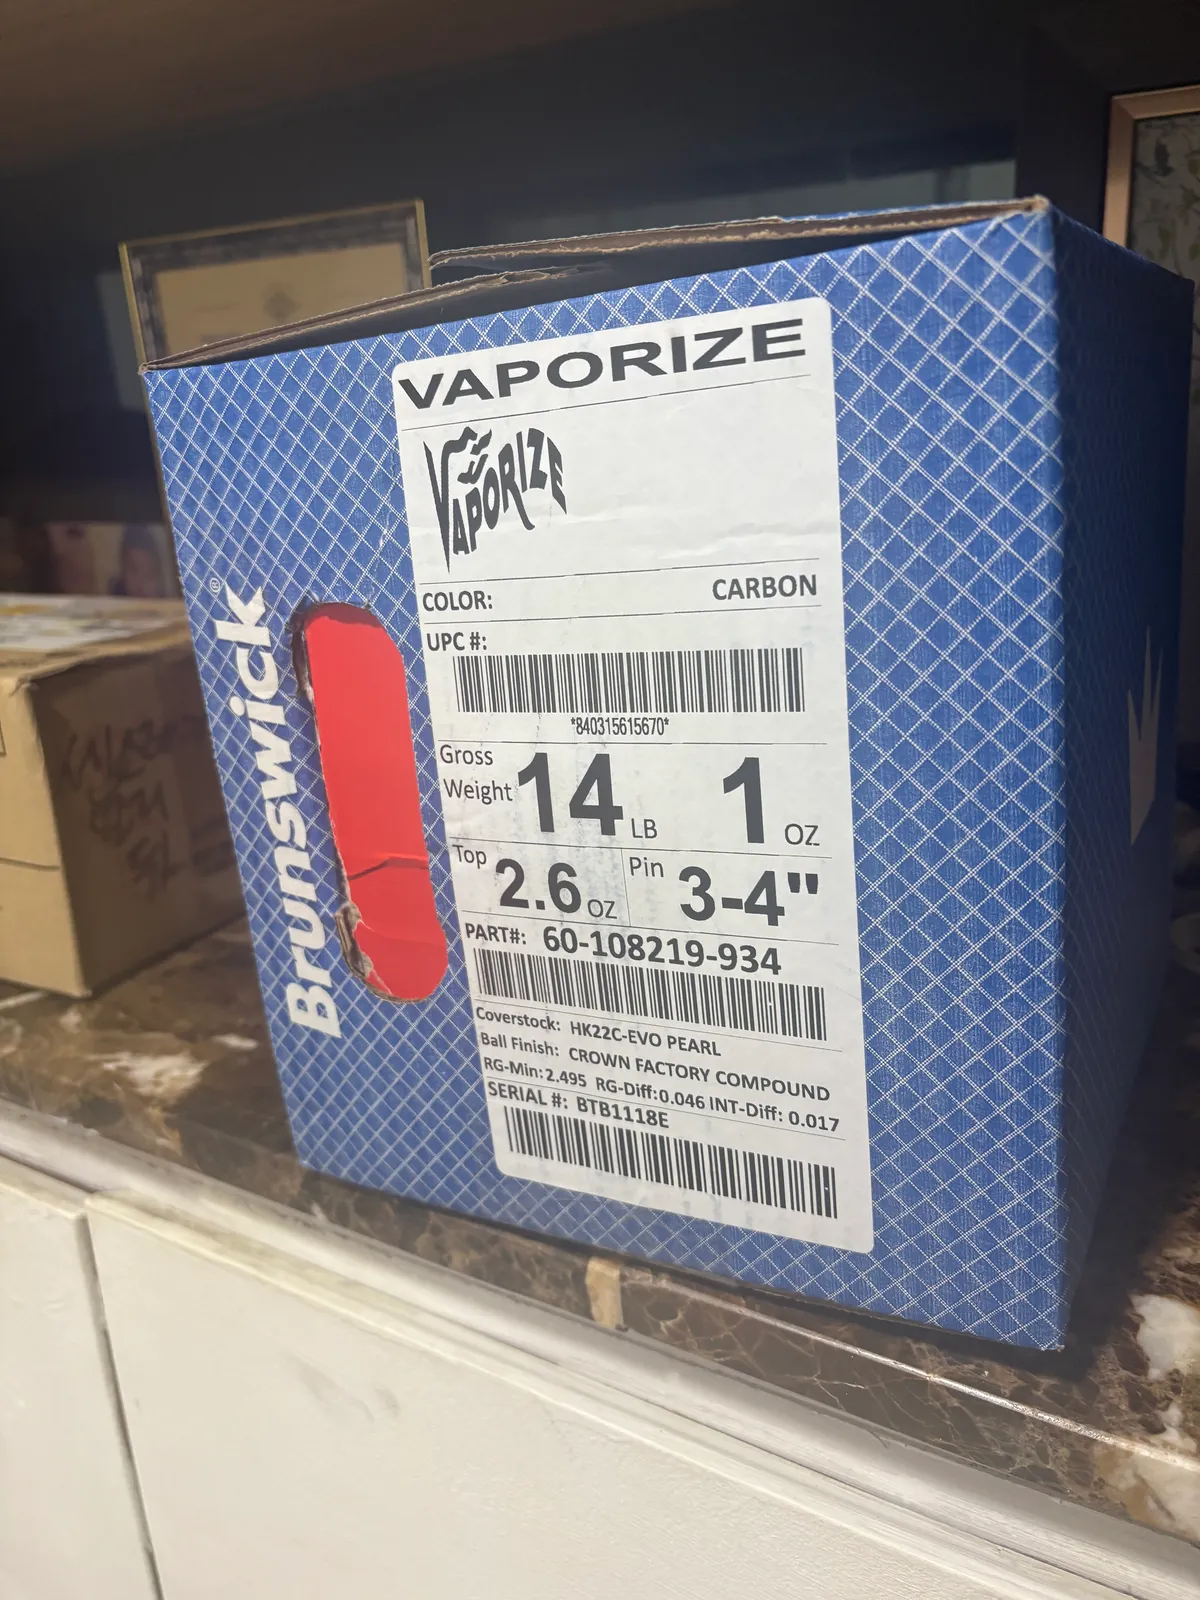 VAPORIZE
VAPORIZE
COLOR: CARBON
UPC #:
*840315615670*
Gross Weight 14 LB 1 OZ
Top 2.6 OZ Pin 3-4"
PART#: 60-108219-934
Coverstock: HK22C-EVO PEARL
Ball Finish: CROWN FACTORY COMPOUND
RG-Min:2.495 RG-Diff:0.046 INT-Diff: 0.017
SERIAL #: BTB1118E
Brunswick®